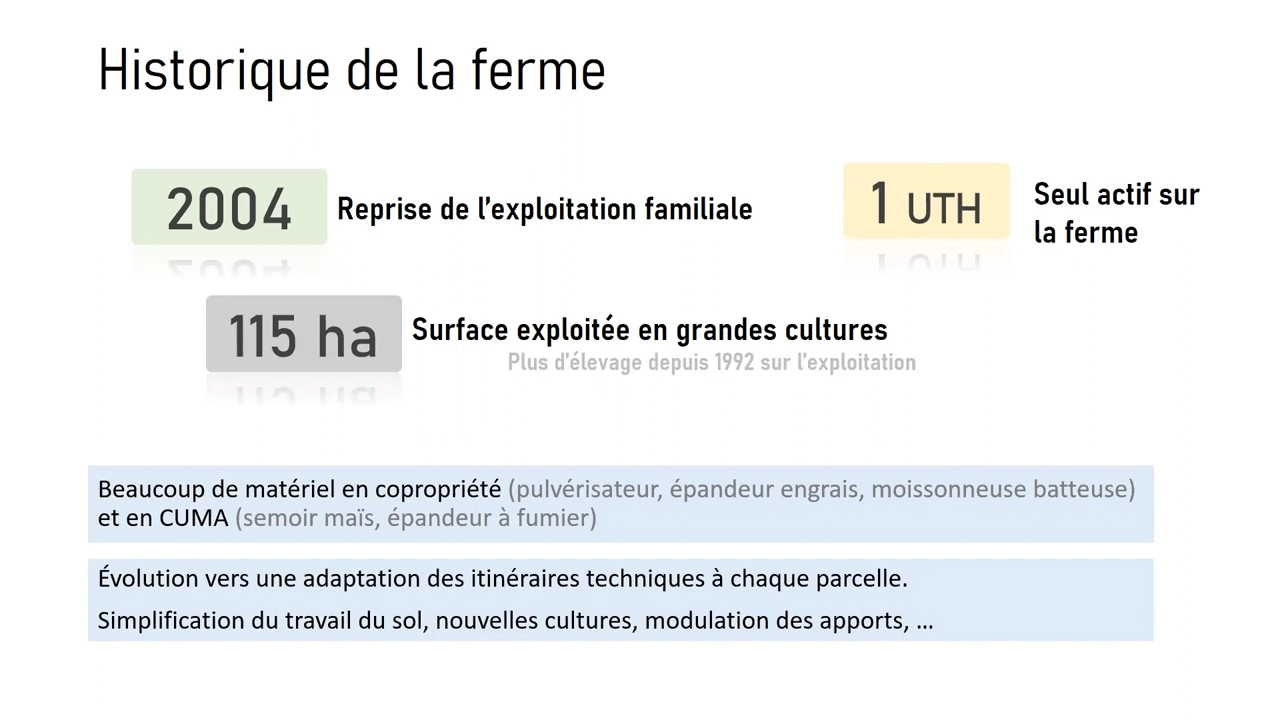 Historique de la ferme
2004
Reprise de l’exploitation familiale
1 UTH
Seul actif sur
la ferme
115 ha
Surface exploitée en grandes cultures
Plus d’élevage depuis 1992 sur l’exploitation
Beaucoup de matériel en copropriété (pulvérisateur, épandeur engrais, moissonneuse batteuse)
et en CUMA (semoir maïs, épandeur à fumier)
Évolution vers une adaptation des itinéraires techniques à chaque parcelle.
Simplification du travail du sol, nouvelles cultures, modulation des apports, …